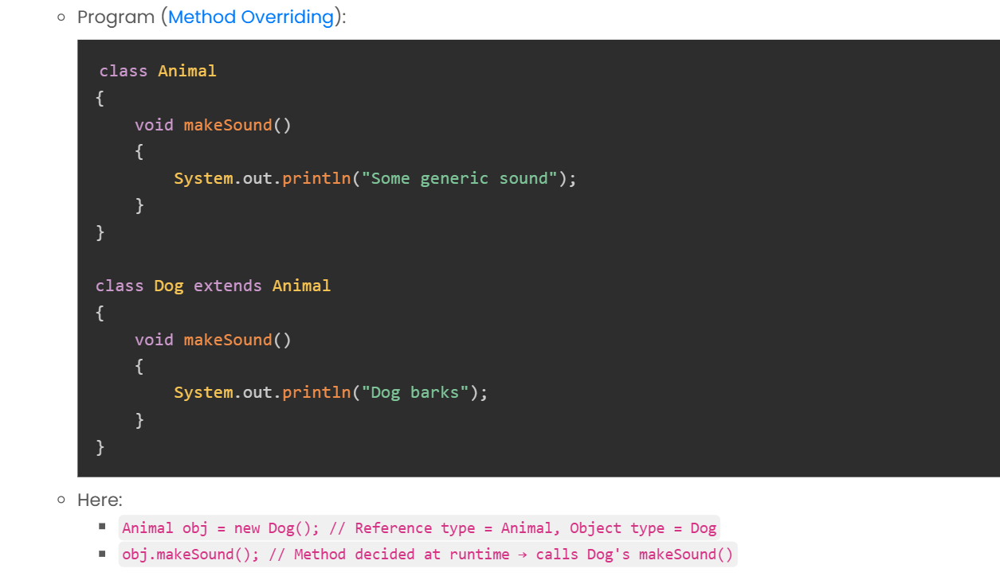 Program (Method Overriding):
class Animal
{
    void makeSound()
    {
        System.out.println("Some generic sound");
    }
}
class Dog extends Animal
{
    void makeSound()
    {
        System.out.println("Dog barks");
    }
}
Here:
Animal obj = new Dog(); // Reference type = Animal, Object type = Dog
obj.makeSound(); // Method decided at runtime → calls Dog's makeSound()